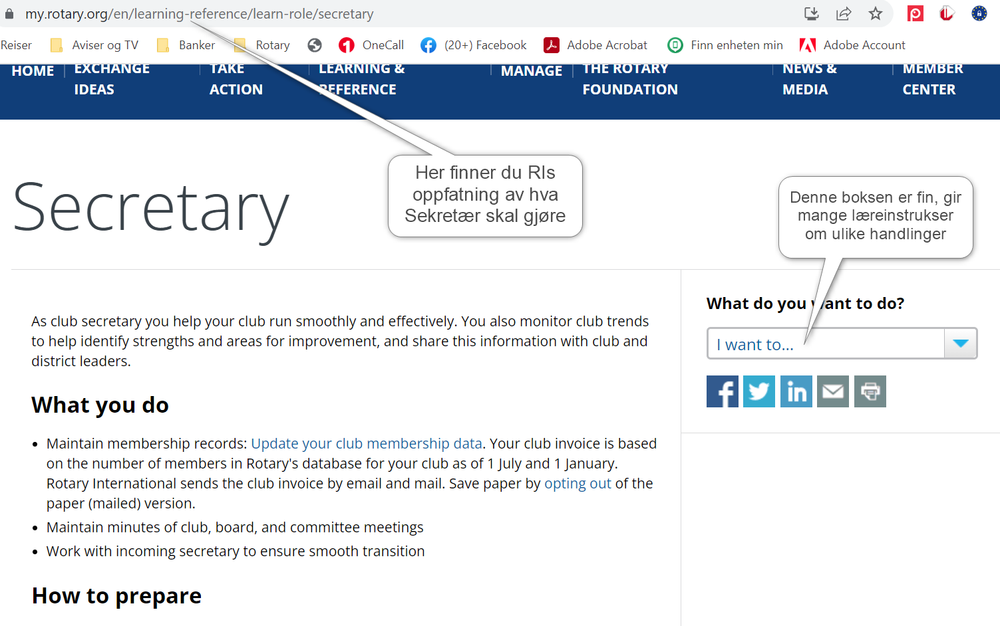 my.rotary.org/en/learning-reference/learn-role/secretary
Reiser Aviser og TV Banker Rotary OneCall (20+) Facebook Adobe Acrobat Finn enheten min Adobe Account
HOME
EXCHANGE
IDEAS
TAKE
ACTION
LEARNING &
REFERENCE
MANAGE
THE ROTARY
FOUNDATION
NEWS &
MEDIA
MEMBER
CENTER
Her finner du RIs
oppfatning av hva
Sekretær skal gjøre
Denne boksen er fin, gir
mange læreinstrukser
om ulike handlinger
Secretary
As club secretary you help your club run smoothly and effectively. You also monitor club trends
to help identify strengths and areas for improvement, and share this information with club and
district leaders.
What you do
• Maintain membership records: Update your club membership data. Your club invoice is based
on the number of members in Rotary's database for your club as of 1 July and 1 January.
Rotary International sends the club invoice by email and mail. Save paper by opting out of the
paper (mailed) version.
• Maintain minutes of club, board, and committee meetings
• Work with incoming secretary to ensure smooth transition
How to prepare
What do you want to do?
I want to...